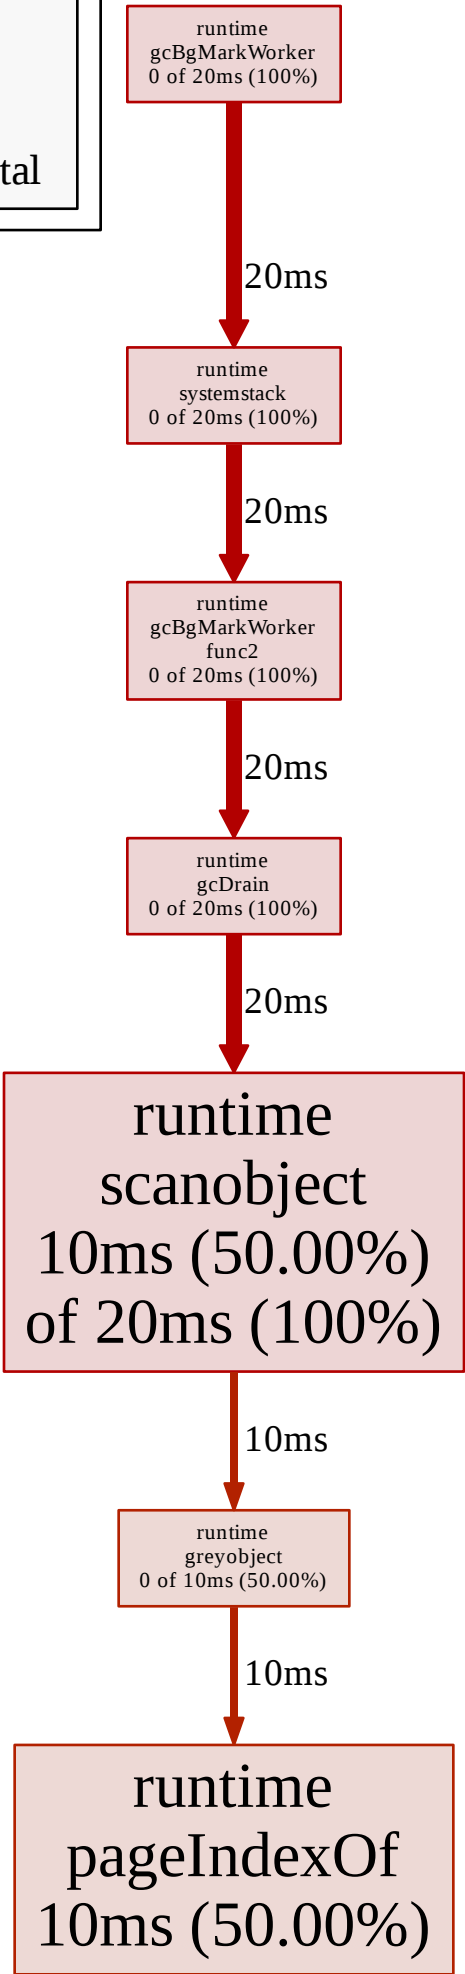 runtime
gcBgMarkWorker
0 of 20ms (100%)
tal
20ms
runtime
systemstack
0 of 20ms (100%)
20ms
runtime
gcBgMarkWorker
func2
0 of 20ms (100%)
20ms
runtime
gcDrain
0 of 20ms (100%)
20ms
runtime
scanobject
10ms (50.00%)
of 20ms (100%)
10ms
runtime
greyobject
0 of 10ms (50.00%)
10ms
runtime
pageIndexOf
10ms (50.00%)